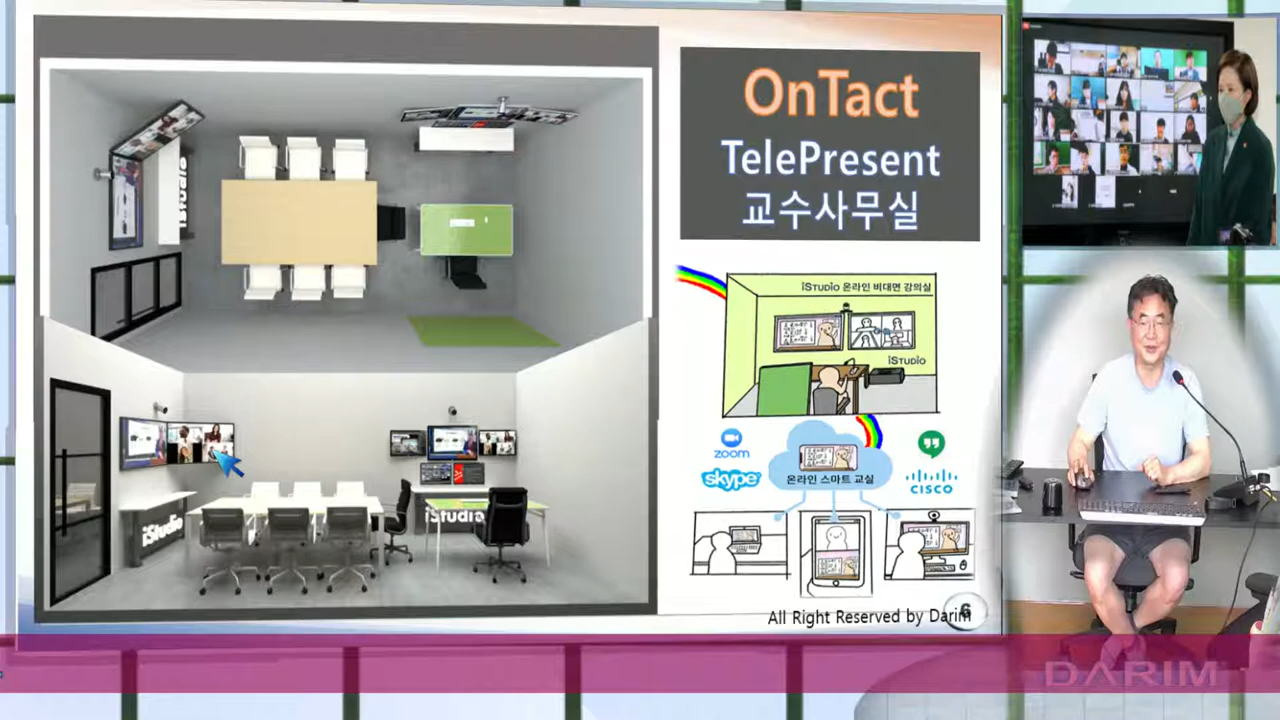 OnTact
TelePresent
교수사무실
iStudio
iStudio 온라인 비대면 강의실
iStudio
zoom
skype
온라인 스마트 교실
CISCO
iStudio
iStudio
All Right Reserved by Darim
6
DARIM